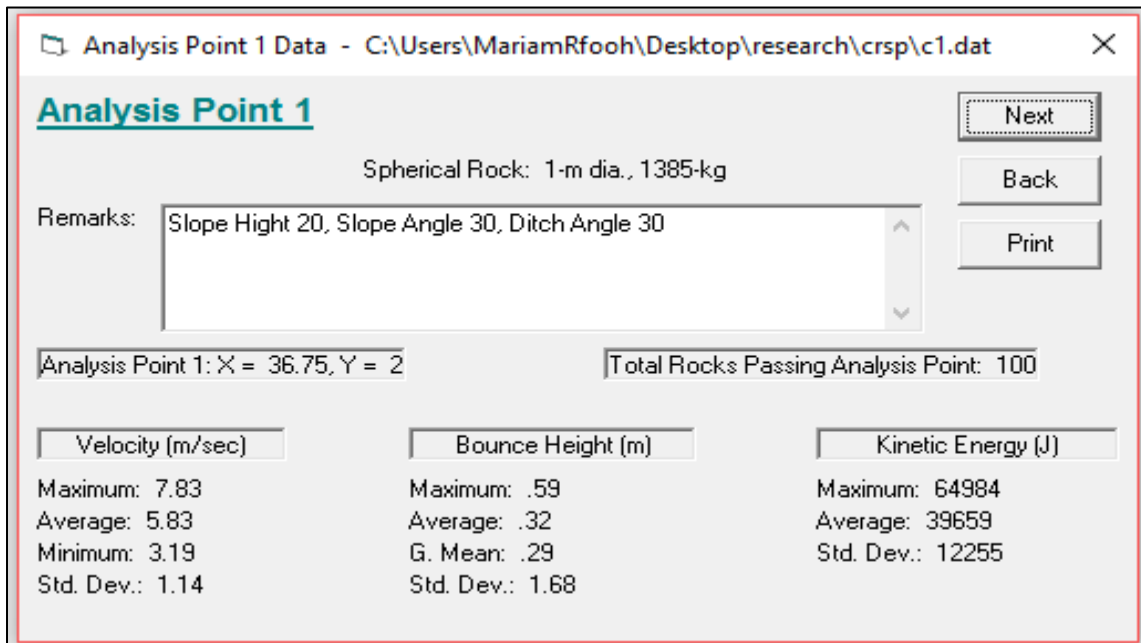 Analysis Point 1 Data - C:\Users\MariamRfooh\Desktop\research\crsp\c1.dat
Analysis Point 1
Next
Spherical Rock: 1-m dia., 1385-kg
Back
Remarks:
Slope Hight 20, Slope Angle 30, Ditch Angle 30
Print
Analysis Point 1: X = 36.75, Y = 2
Total Rocks Passing Analysis Point: 100
Velocity (m/sec)
Maximum: 7.83
Average: 5.83
Minimum: 3.19
Std. Dev.: 1.14
Bounce Height (m)
Maximum: .59
Average: .32
G. Mean: .29
Std. Dev.: 1.68
Kinetic Energy (J)
Maximum: 64984
Average: 39659
Std. Dev.: 12255